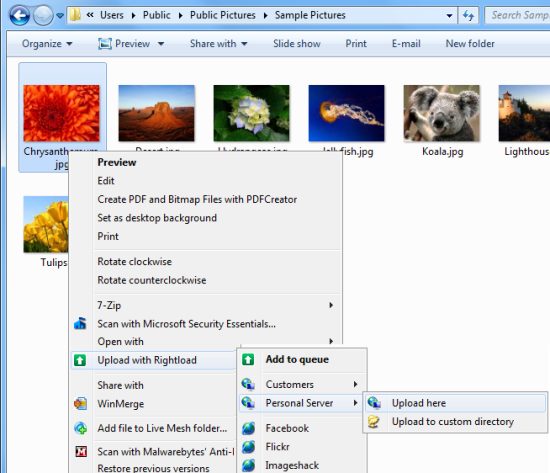 Users Public Public Pictures Sample Pictures
Search Samp
Organize Preview Share with Slide show Print E-mail New folder
Chrysanthemum.jpg Desert.jpg Hydrangeas.jpg Jellyfish.jpg Koala.jpg Lighthous
Preview
Edit
Create PDF and Bitmap Files with PDFCreator
Set as desktop background
Print
Tulips
Rotate clockwise
Rotate counterclockwise
7-Zip
Scan with Microsoft Security Essentials...
Open with
Upload with Rightload
Add to queue
Share with
Customers
WinMerge
Personal Server
Upload here
Add file to Live Mesh folder...
Facebook
Upload to custom directory
Scan with Malwarebytes' Anti-
Flickr
Restore previous versions
Imageshack